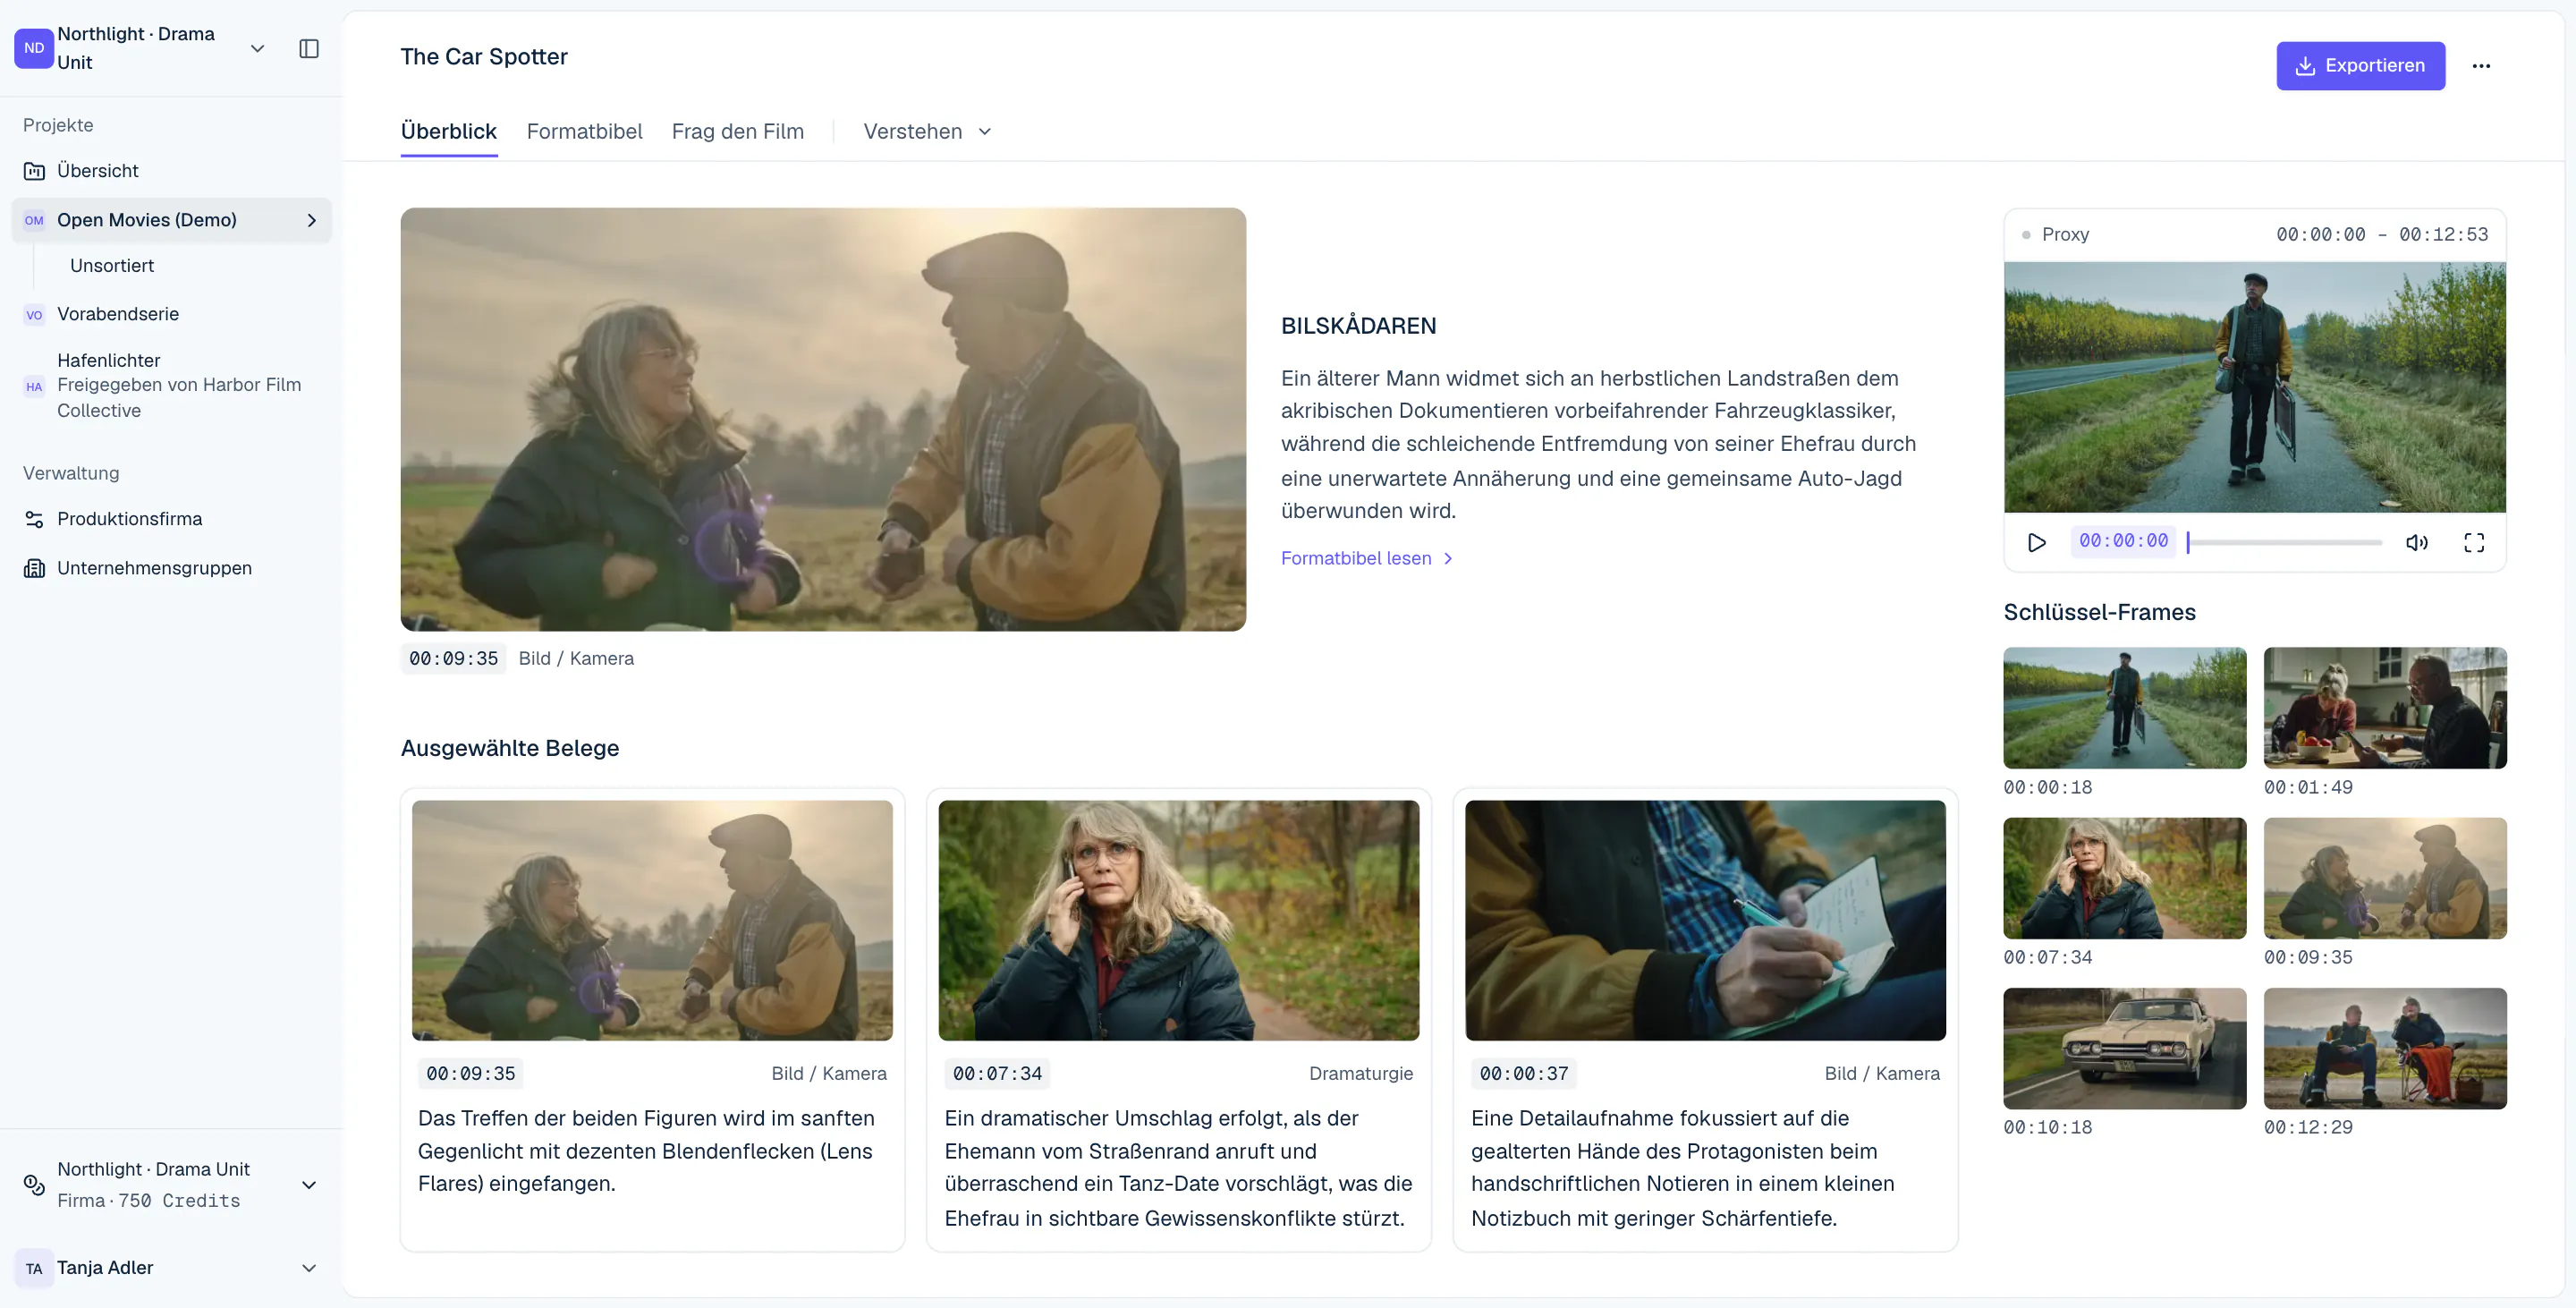 ND
Northlight · Drama
Unit
Projekte
Übersicht
OM
Open Movies (Demo)
Unsortiert
VO
Vorabendserie
HA
Hafenlichter
Freigegeben von Harbor Film
Collective
Verwaltung
Produktionsfirma
Unternehmensgruppen
Northlight · Drama Unit
Firma · 750 Credits
TA
Tanja Adler
The Car Spotter
Exportieren
Überblick
Formatbibel
Frag den Film
Verstehen
00:09:35
Bild / Kamera
BILSKÅDAREN
Ein älterer Mann widmet sich an herbstlichen Landstraßen dem
akribischen Dokumentieren vorbeifahrender Fahrzeugklassiker,
während die schleichende Entfremdung von seiner Ehefrau durch
eine unerwartete Annäherung und eine gemeinsame Auto-Jagd
überwunden wird.
Formatbibel lesen
Ausgewählte Belege
00:09:35
Bild / Kamera
Das Treffen der beiden Figuren wird im sanften
Gegenlicht mit dezenten Blendenflecken (Lens
Flares) eingefangen.
00:07:34
Dramaturgie
Ein dramatischer Umschlag erfolgt, als der
Ehemann vom Straßenrand anruft und
überraschend ein Tanz-Date vorschlägt, was die
Ehefrau in sichtbare Gewissenskonflikte stürzt.
00:00:37
Bild / Kamera
Eine Detailaufnahme fokussiert auf die
gealterten Hände des Protagonisten beim
handschriftlichen Notieren in einem kleinen
Notizbuch mit geringer Schärfentiefe.
Proxy
00:00:00 – 00:12:53
00:00:00
Schlüssel-Frames
00:00:18
00:01:49
00:07:34
00:09:35
00:10:18
00:12:29